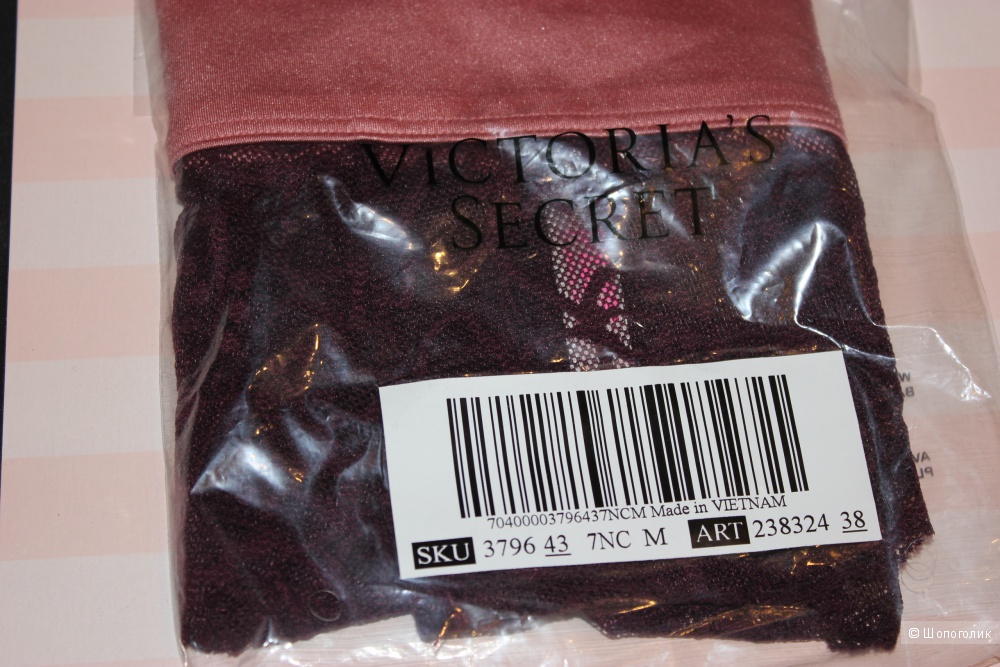 VICTORIA'S
SECRET
70400003796437NCM Made in VIETNAM
SKU 3796 43 7NC M ART 238324 38
© Шопоголик